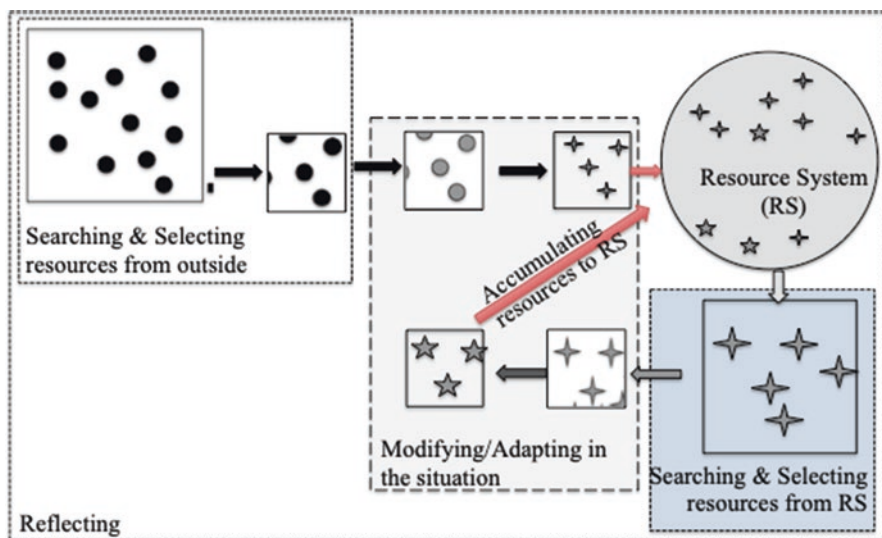 Searching & Selecting
resources from outside
Accumulating
resources to RS
Resource System
(RS)
Modifying/Adapting in
the situation
Searching & Selecting
resources from RS
Reflecting